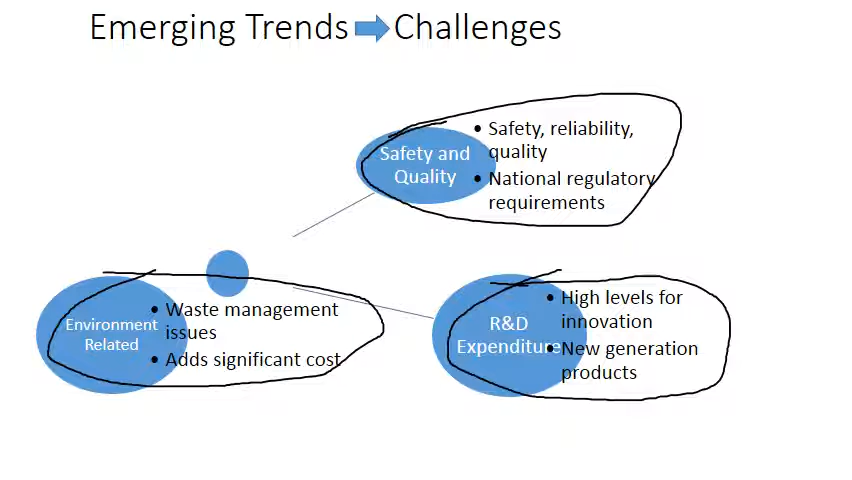 Emerging Trends Challenges
Safety and
Quality
• Safety, reliability,
quality
• National regulatory
requirements
Environment
Related
• Waste management
issues
• Adds significant cost
R&D
Expenditure
• High levels for
innovation
• New generation
products